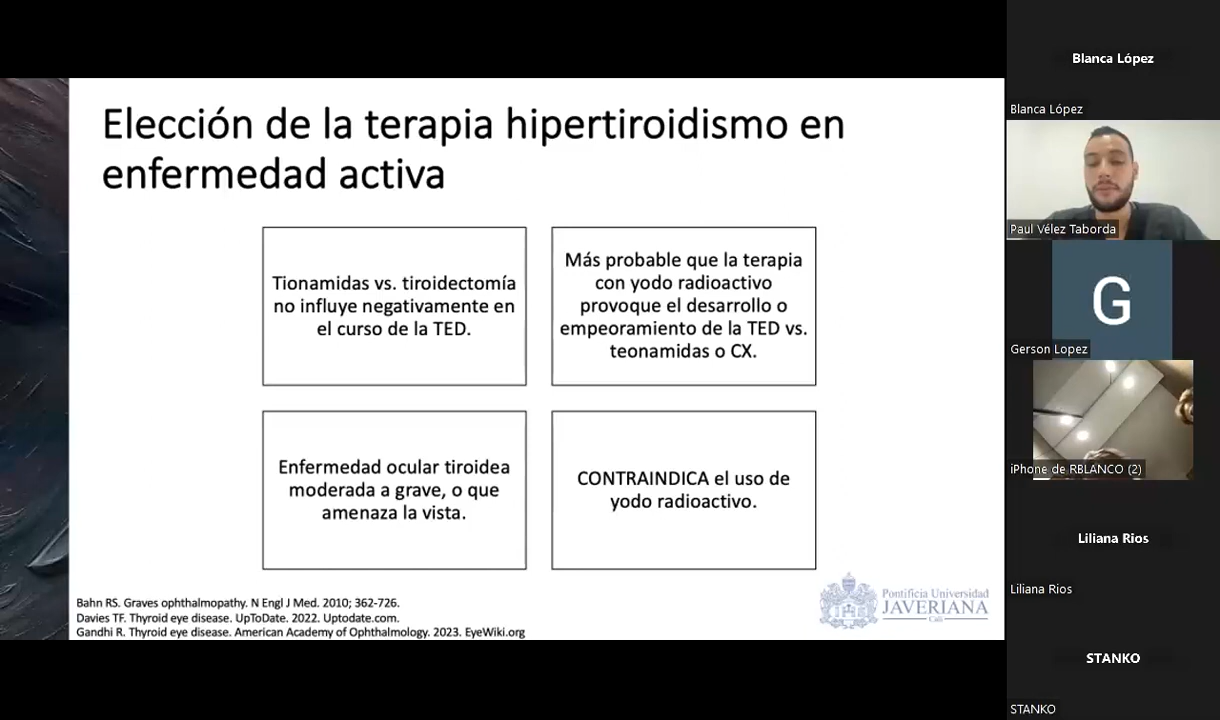 Elección de la terapia hipertiroidismo en
enfermedad activa
Tionamidas vs. tiroidectomía
no influye negativamente en
el curso de la TED.
Más probable que la terapia
con yodo radioactivo
provoque el desarrollo o
empeoramiento de la TED vs.
teonamidas o CX.
Enfermedad ocular tiroidea
moderada a grave, o que
amenaza la vista.
CONTRAINDICA el uso de
yodo radioactivo.
Bahn RS. Graves ophthalmopathy. N Engl J Med. 2010; 362-726.
Davies TF. Thyroid eye disease. UpToDate. 2022. Uptodate.com.
Gandhi R. Thyroid eye disease. American Academy of Ophthalmology. 2023. EyeWiki.org
Pontificia Universidad
JAVERIANA
Cali
Blanca López
Blanca López
Paul Vélez Taborda
G
Gerson Lopez
iPhone de RBLANCO (2)
Liliana Rios
Liliana Rios
STANKO
STANKO